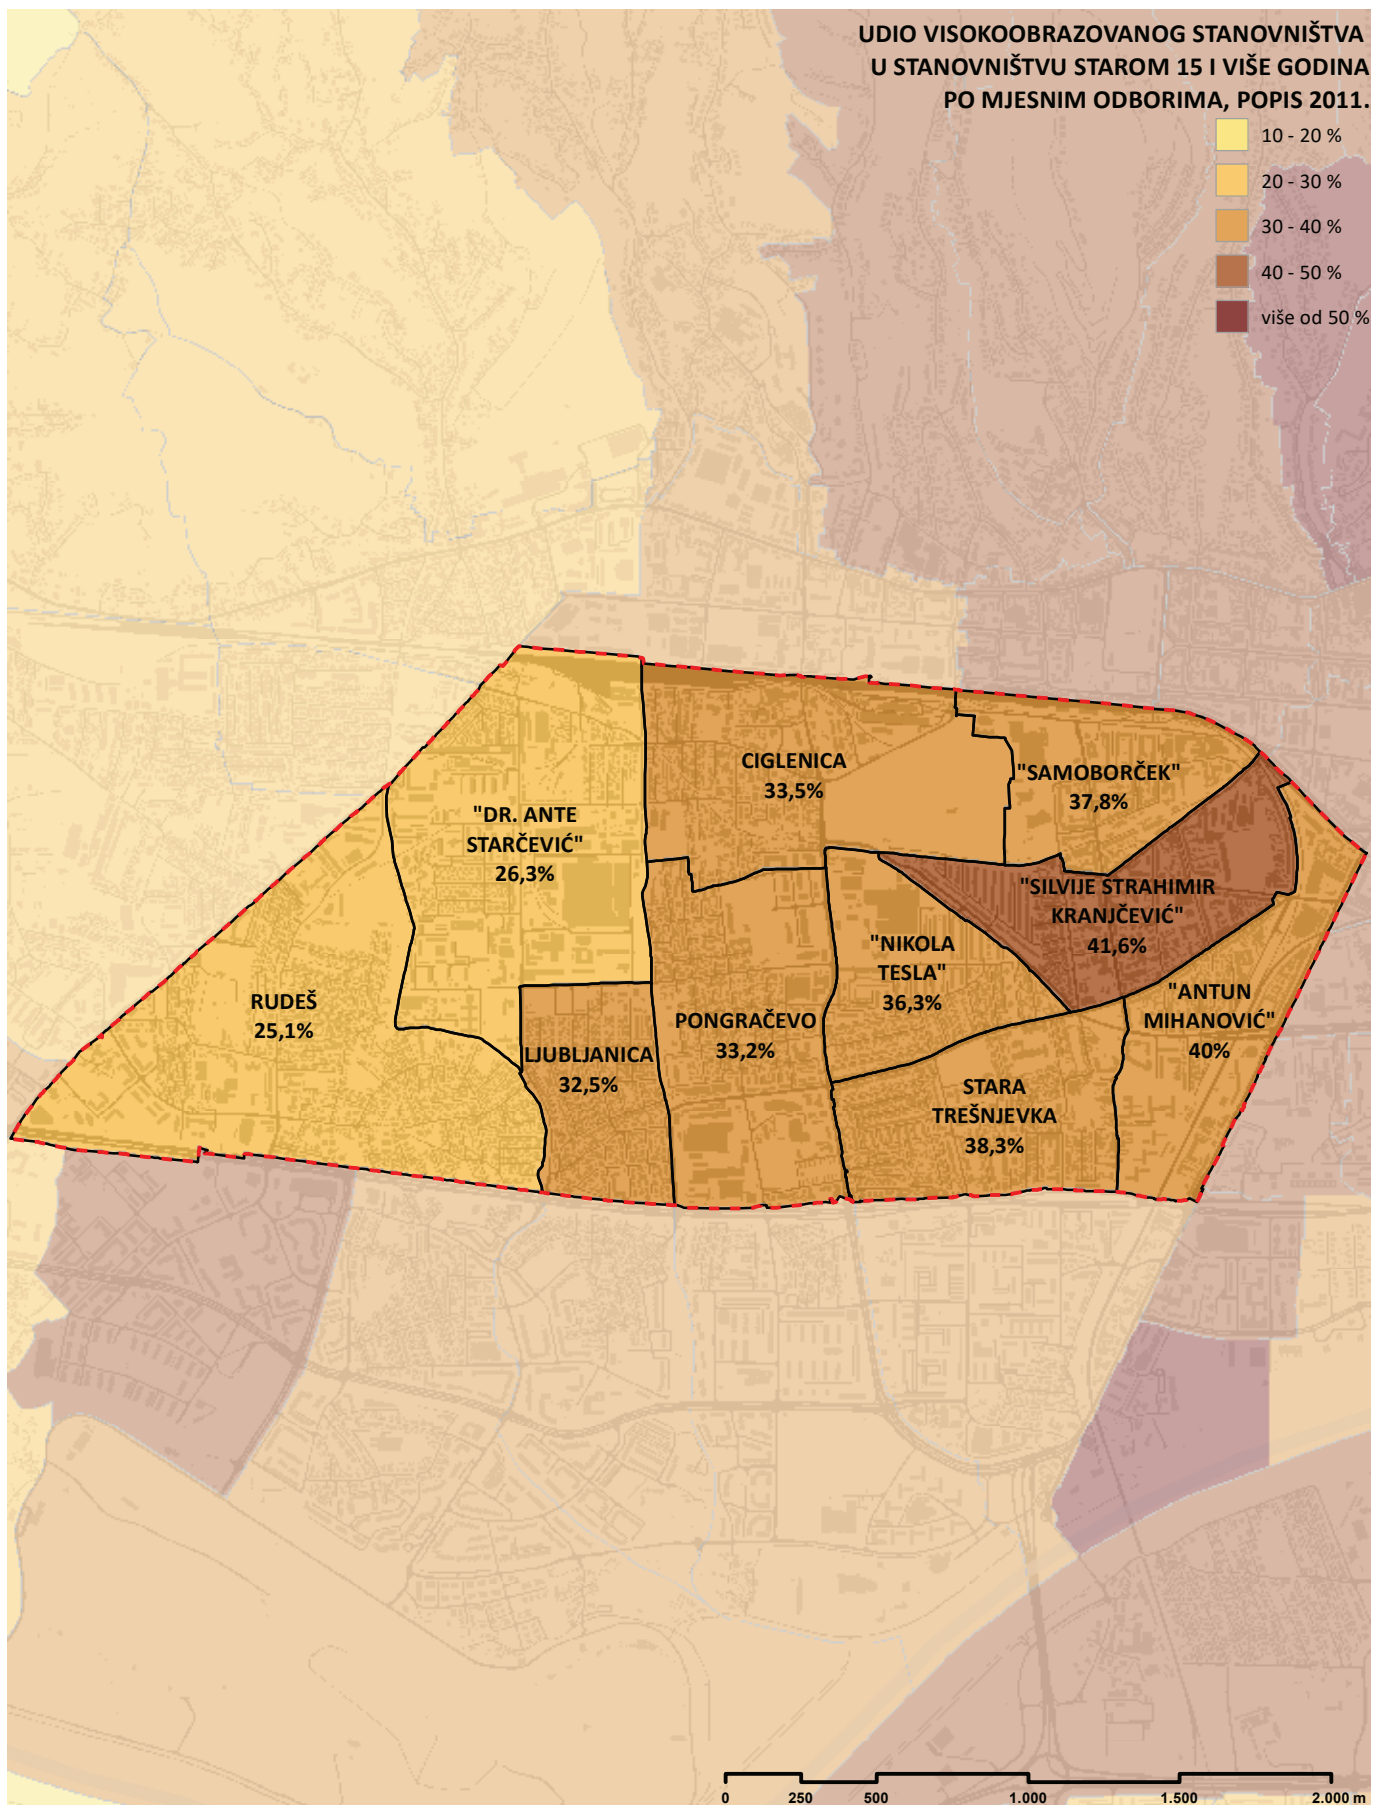 UDIO VISOKOOBRAZOVANOG STANOVNIŠTVA
U STANOVNIŠTVU STAROM 15 I VIŠE GODINA
PO MJESNIM ODBORIMA, POPIS 2011.
10 - 20 %
20 - 30 %
30 - 40 %
40 - 50 %
više od 50 %
CIGLENICA
33,5%
"SAMOBORČEK"
37,8%
"DR. ANTE
STARČEVIĆ"
26,3%
"SILVIJE STRAHIMIR
KRANJČEVIĆ"
41,6%
"NIKOLA
TESLA"
36,3%
RUDEŠ
25,1%
"ANTUN
MIHANOVIĆ"
40%
PONGRAČEVO
33,2%
LJUBLJANICA
32,5%
STARA
TREŠNJEVKA
38,3%
0 250 500 1.000 1.500 2.000 m